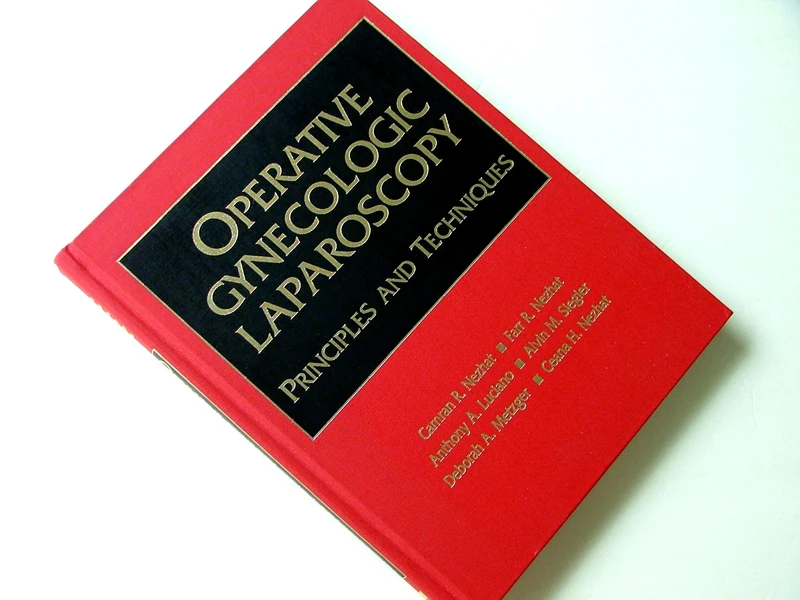 OPERATIVE
GYNECOLOGIC
LAPAROSCOPY
PRINCIPLES AND TECHNIQUES
Camran R. Nezhat ■ Farr R. Nezhat
Anthony A. Luciano ■ Alvin M. Siegler
Deborah A. Metzger ■ Ceana H. Nezhat